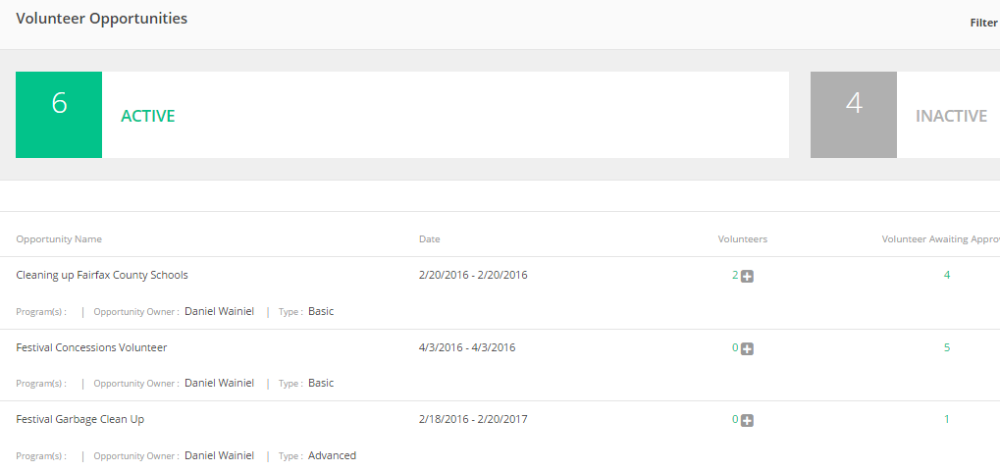 Volunteer Opportunities
Filter
6 ACTIVE 4 INACTIVE
Opportunity Name Date Volunteers Volunteer Awaiting Appro
Cleaning up Fairfax County Schools 2/20/2016 - 2/20/2016 2 4
Program(s) : | Opportunity Owner : Daniel Wainiel | Type : Basic
Festival Concessions Volunteer 4/3/2016 - 4/3/2016 0 5
Program(s) : | Opportunity Owner : Daniel Wainiel | Type : Basic
Festival Garbage Clean Up 2/18/2016 - 2/20/2017 0 1
Program(s) : | Opportunity Owner : Daniel Wainiel | Type : Advanced